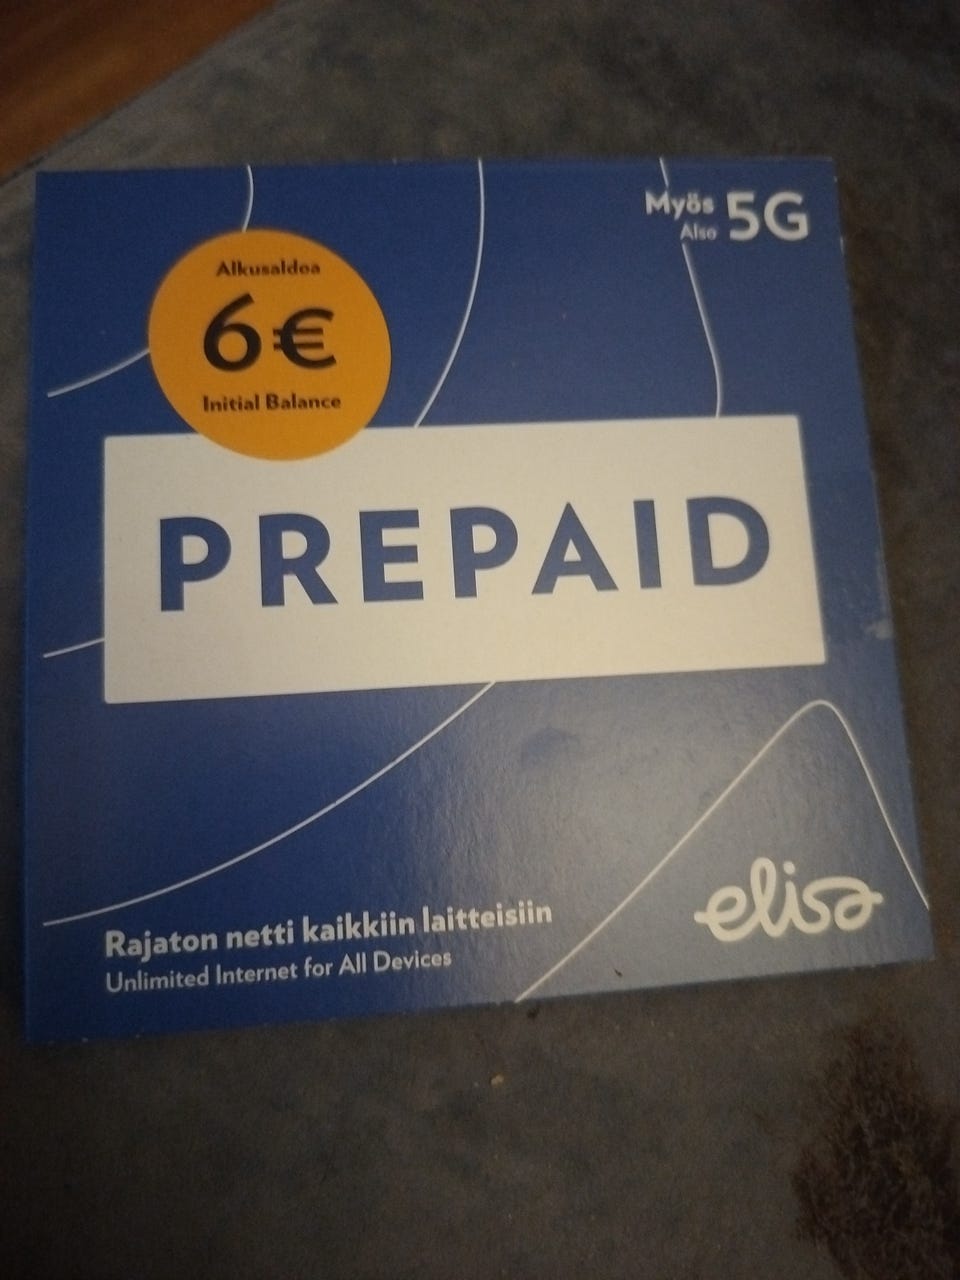 Myös 5G
Also
Alkusaldoa
6€
Initial Balance
PREPAID
elisa
Rajaton netti kaikkiin laitteisiin
Unlimited Internet for All Devices